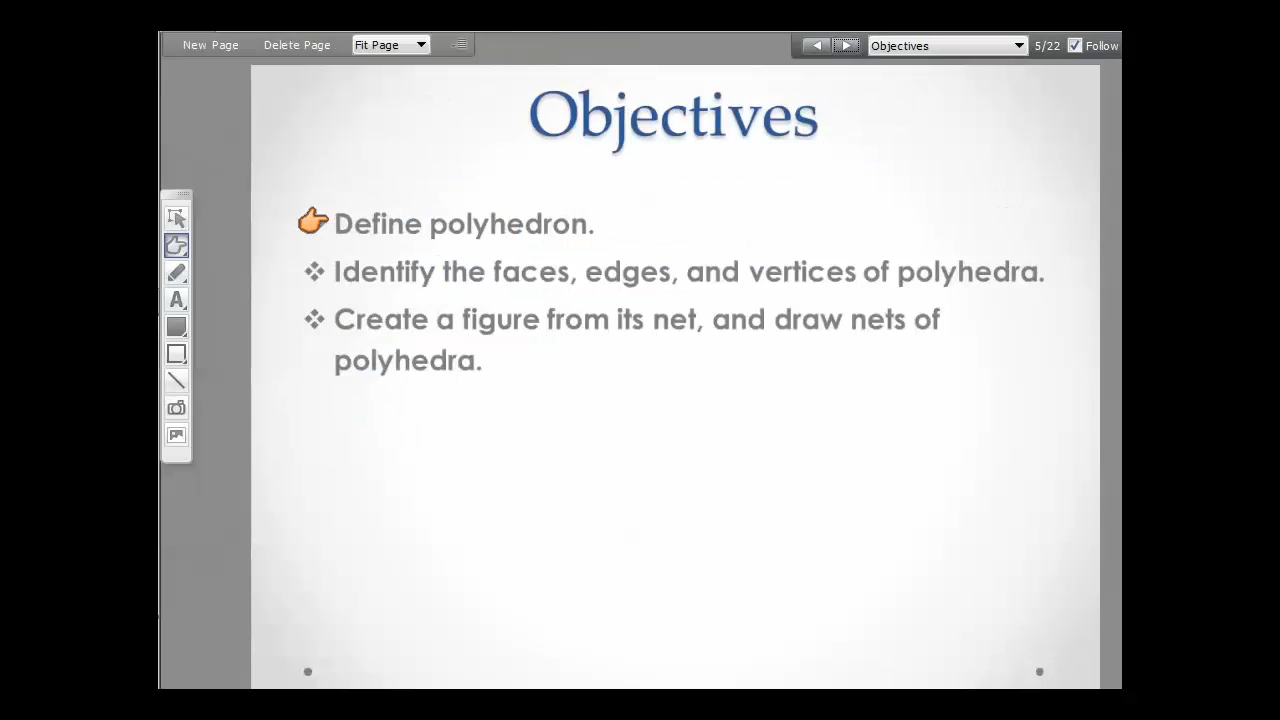 New Page Delete Page Fit Page Objectives 5/22 Follow
Objectives
Define polyhedron.
Identify the faces, edges, and vertices of polyhedra.
Create a figure from its net, and draw nets of
polyhedra.
A